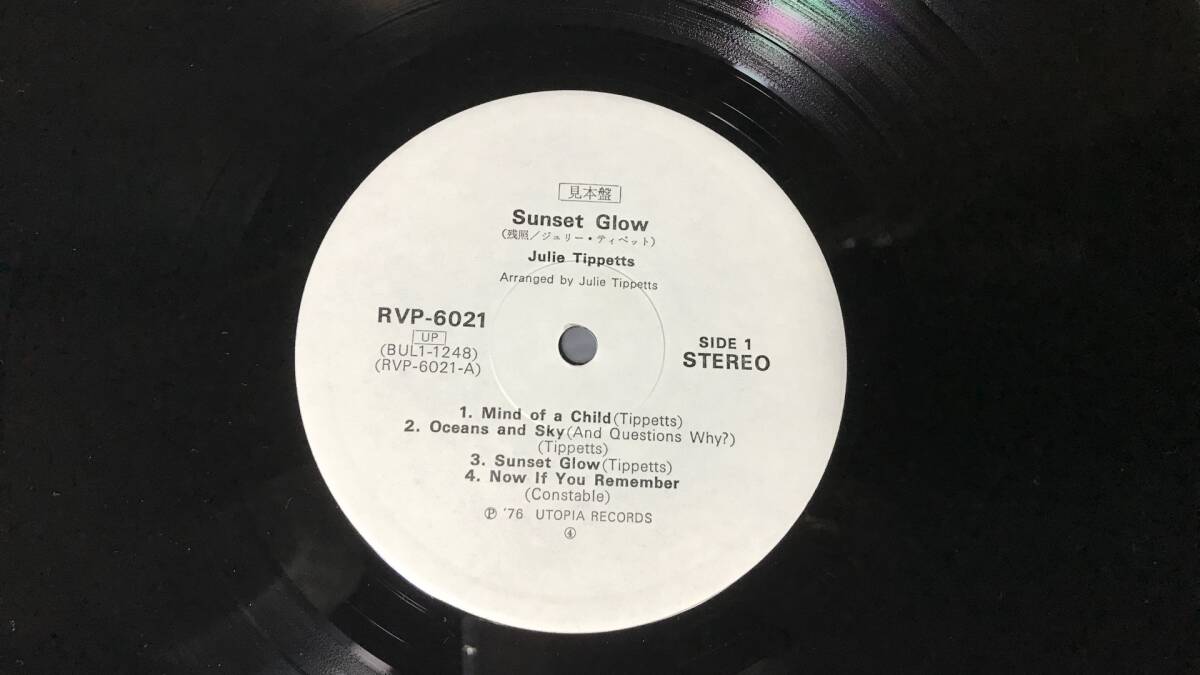 見本盤
Sunset Glow
(残照/ジュリー・ティペット)
Julie Tippetts
Arranged by Julie Tippetts
RVP-6021
UP
(BUL1-1248)
(RVP-6021-A)
SIDE 1
STEREO
1. Mind of a Child(Tippetts)
2. Oceans and Sky(And Questions Why?)
(Tippetts)
3. Sunset Glow(Tippetts)
4. Now If You Remember
(Constable)
℗ '76 UTOPIA RECORDS
④